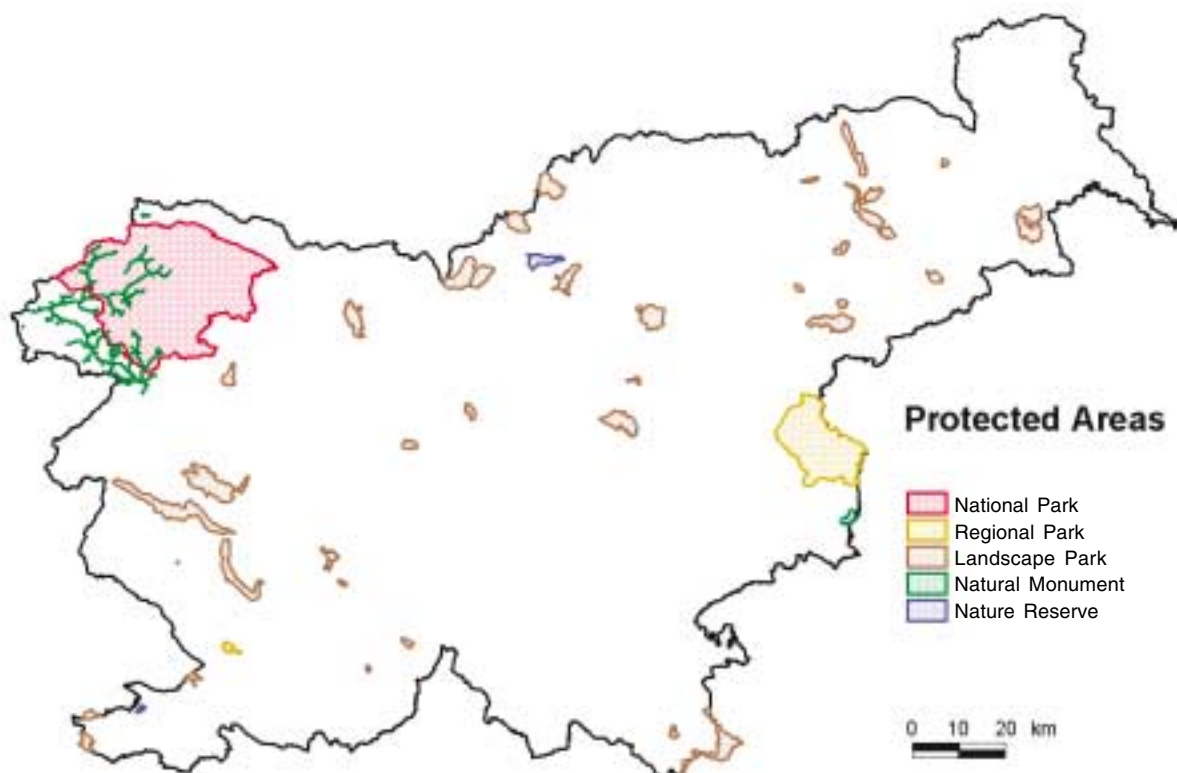 Protected Areas
National Park
Regional Park
Landscape Park
Natural Monument
Nature Reserve
0 10 20 km